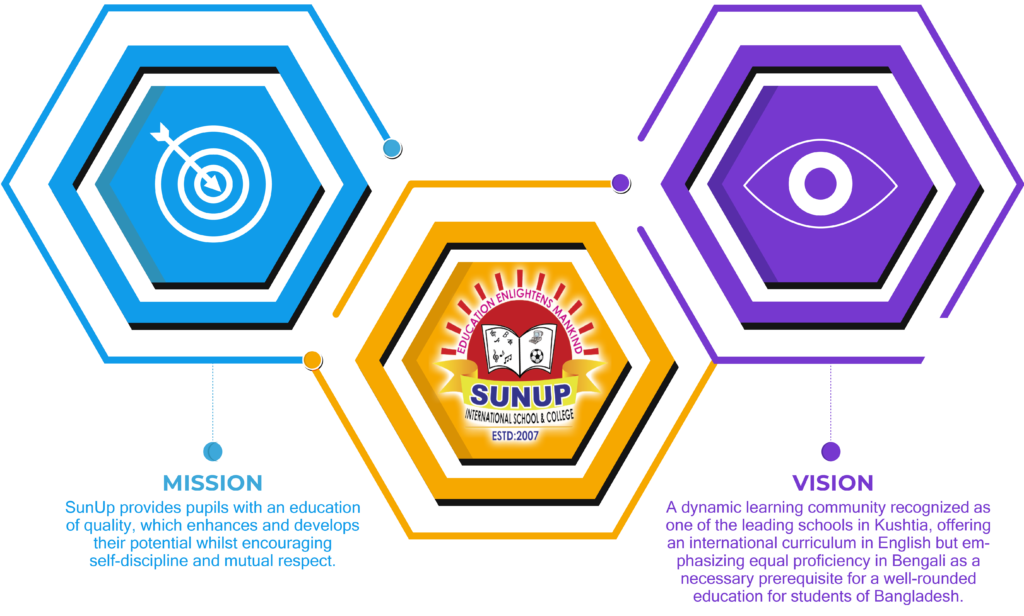 EDUCATION ENLIGHTENS MANKIND
SUNUP
INTERNATIONAL SCHOOL & COLLEGE
ESTD:2007
MISSION
SunUp provides pupils with an education
of quality, which enhances and develops
their potential whilst encouraging
self-discipline and mutual respect.
VISION
A dynamic learning community recognized as
one of the leading schools in Kushtia, offering
an international curriculum in English but em-
phasizing equal proficiency in Bengali as a
necessary prerequisite for a well-rounded
education for students of Bangladesh.